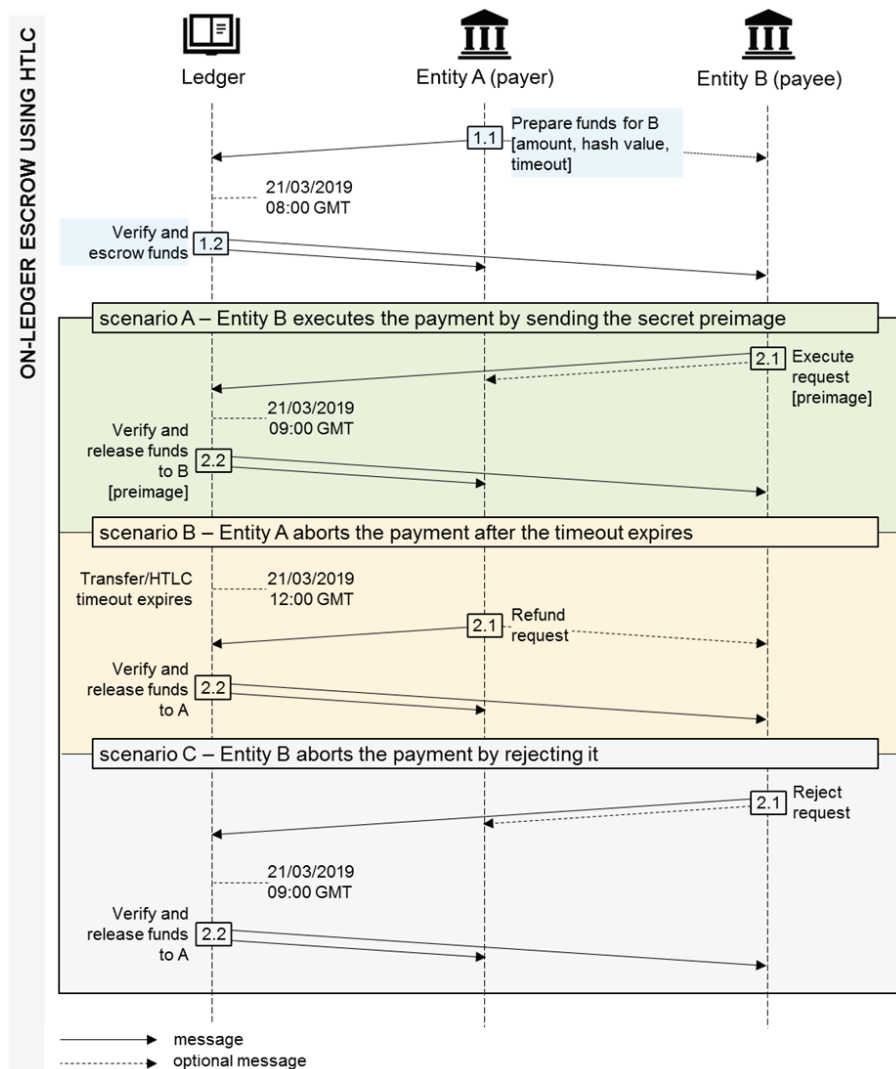 ON-LEDGER ESCROW USING HTLC
Ledger
Entity A (payer)
Entity B (payee)
1.1
Prepare funds for B
[amount, hash value,
timeout]
21/03/2019
08:00 GMT
Verify and
escrow funds
1.2
scenario A – Entity B executes the payment by sending the secret preimage
2.1
Execute
request
[preimage]
21/03/2019
09:00 GMT
Verify and
release funds
to B
[preimage]
2.2
scenario B – Entity A aborts the payment after the timeout expires
Transfer/HTLC
timeout expires
21/03/2019
12:00 GMT
2.1
Refund
request
Verify and
release funds
to A
2.2
scenario C – Entity B aborts the payment by rejecting it
2.1
Reject
request
21/03/2019
09:00 GMT
Verify and
release funds
to A
2.2
message
optional message